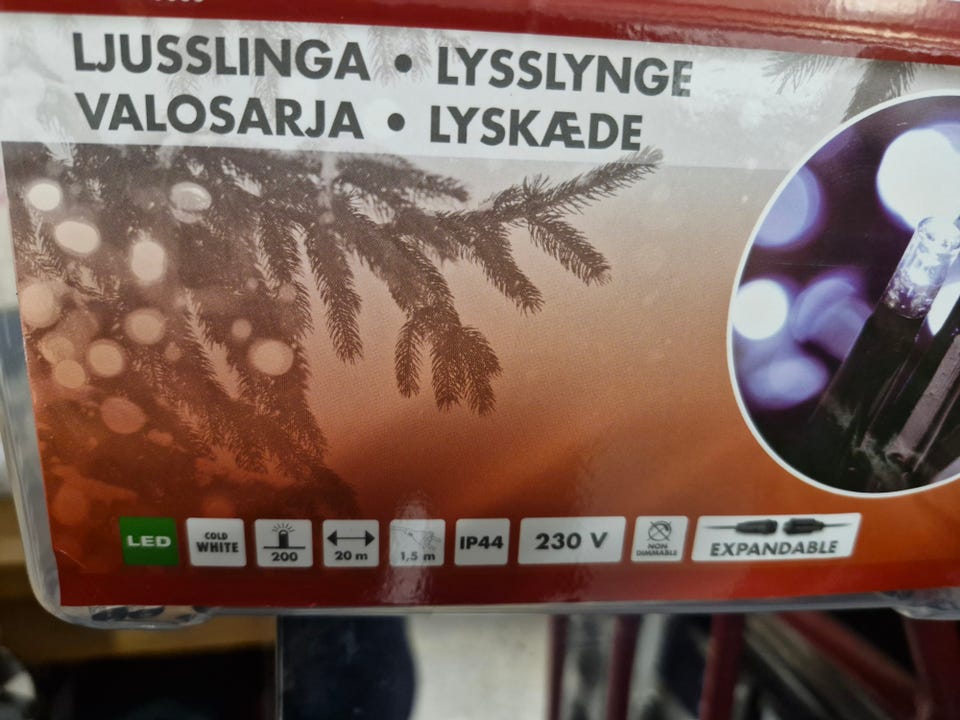 LJUSSLINGA • LYSSLYNGE
VALOSARJA • LYSKÆDE
LED
COLD WHITE
200
20 m
1,5 m
IP44
230 V
NON DIMMABLE
EXPANDABLE